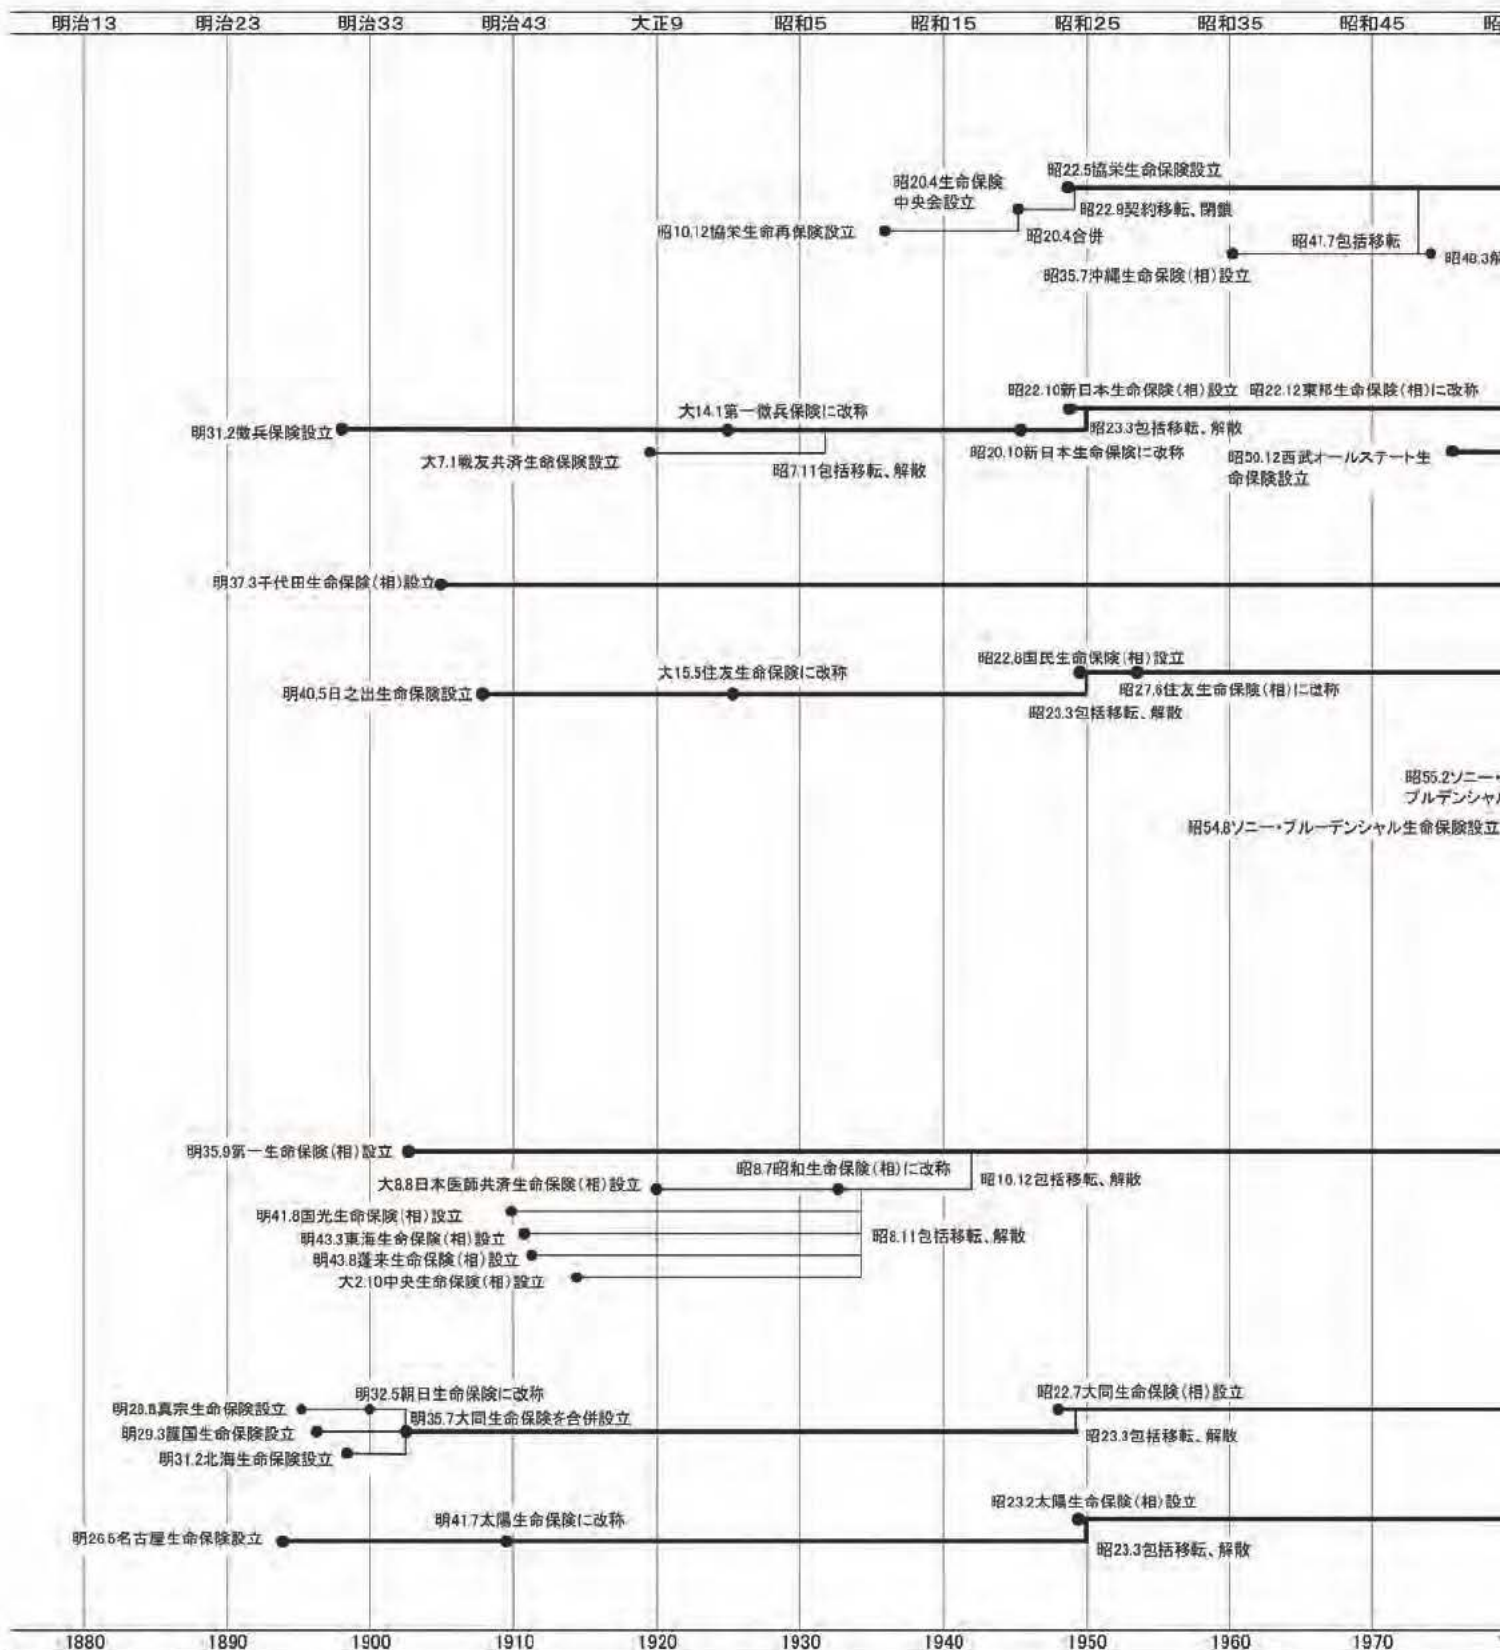 明治13 明治23 明治33 明治43 大正9 昭和5 昭和15 昭和25 昭和35 昭和45
昭22.5協栄生命保険設立
昭20.4生命保険
中央会設立
昭22.9契約移転、閉鎖
昭10.12協栄生命再保険設立
昭20.4合併
昭47.7包括移転
昭35.7沖縄生命保険(相)設立
昭22.10新日本生命保険(相)設立 昭22.12東邦生命保険(相)に改称
大14.1第一徴兵保険に改称
明31.2徴兵保険設立
昭23.3包括移転、解散
大7.1戦友共済生命保険設立
昭7.11包括移転、解散
昭20.10新日本生命保険に改称
昭50.12西武オールステート生
命保険設立
明37.3千代田生命保険(相)設立
昭22.8国民生命保険(相)設立
大15.5住友生命保険に改称
明40.5日之出生命保険設立
昭27.6住友生命保険(相)に改称
昭23.3包括移転、解散
昭55.2ソニー・
プルデンシャル
昭54.8ソニー・プルーデンシャル生命保険設立
明35.9第一生命保険(相)設立
昭8.7昭和生命保険(相)に改称
昭16.12包括移転、解散
大8.8日本医師共済生命保険(相)設立
明41.8国光生命保険(相)設立
明43.3東海生命保険(相)設立
昭8.11包括移転、解散
明43.8蓬来生命保険(相)設立
大2.10中央生命保険(相)設立
明32.5朝日生命保険に改称
昭22.7大同生命保険(相)設立
明28.8真宗生命保険設立
明35.7大同生命保険を合併設立
明29.3護国生命保険設立
昭23.3包括移転、解散
明31.2北海生命保険設立
昭23.2太陽生命保険(相)設立
明41.7太陽生命保険に改称
明26.5名古屋生命保険設立
昭23.3包括移転、解散
1880 1890 1900 1910 1920 1930 1940 1950 1960 1970